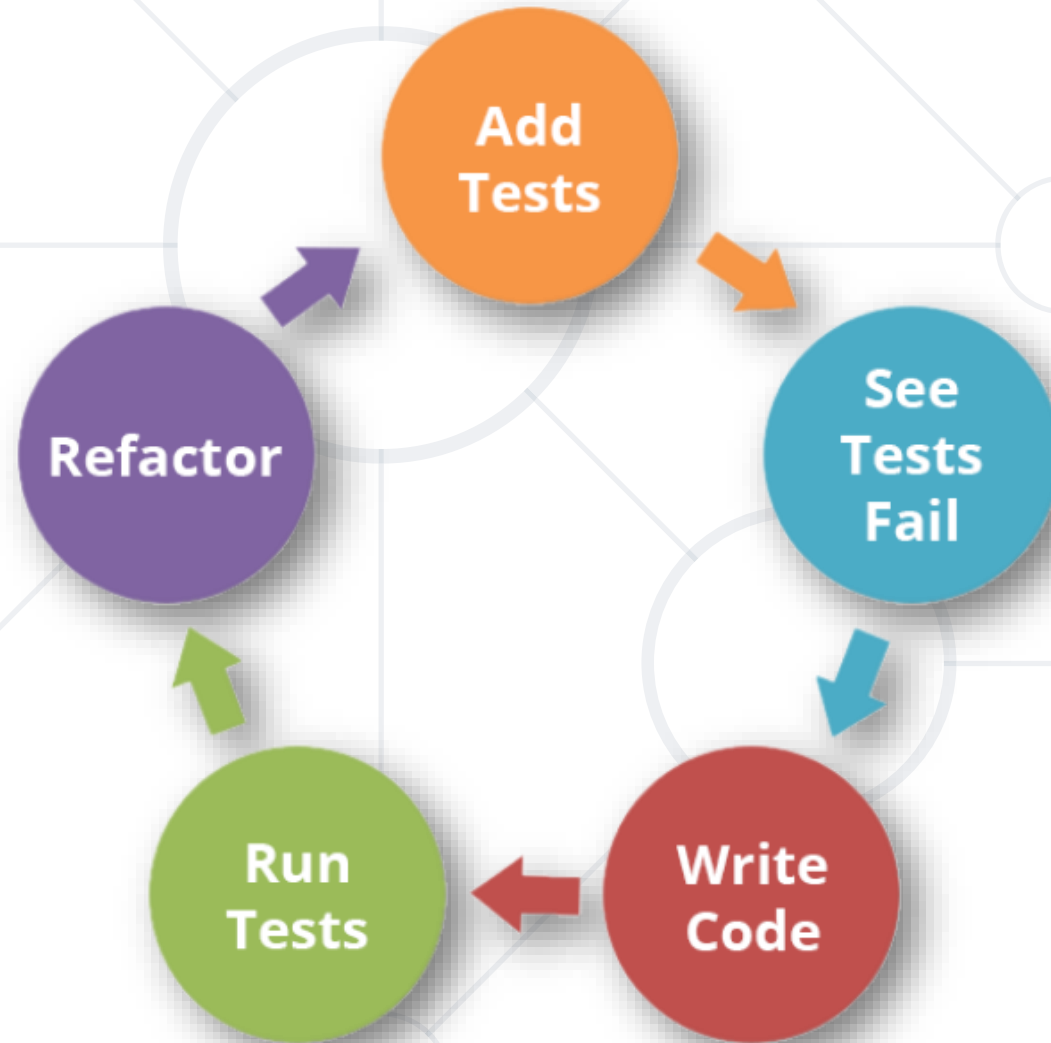 Add
Tests
See
Tests
Fail
Write
Code
Run
Tests
Refactor